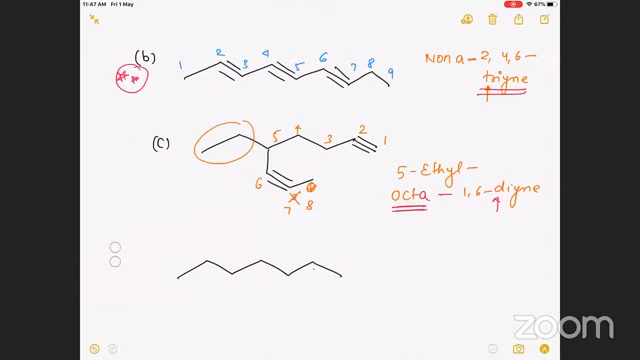 11:47 AM Fri 1 May
67%
(b)
1 2 3 4 5 6 7 8 9
Nona - 2, 4, 6 -
triyne
(C)
5 4 3 2 1
6 7 8
5 - Ethyl -
octa - 1, 6 - diyne
zoom